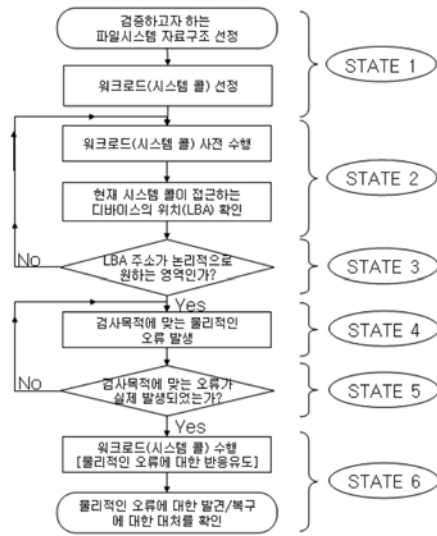 검증하고자 하는
파일시스템 자료구조 선정
STATE 1
워크로드(시스템 콜) 선정
워크로드(시스템 콜) 사전 수행
STATE 2
현재 시스템 콜이 접근하는
디바이스의 위치(LBA) 확인
No
LBA 주소가 논리적으로
원하는 영역인가?
STATE 3
Yes
검사목적에 맞는 물리적인
오류 발생
STATE 4
No
검사목적에 맞는 오류가
실제 발생되었는가?
STATE 5
Yes
워크로드(시스템 콜) 수행
[물리적인 오류에 대한 반응유도]
STATE 6
물리적인 오류에 대한 발견/복구
에 대한 대처를 확인